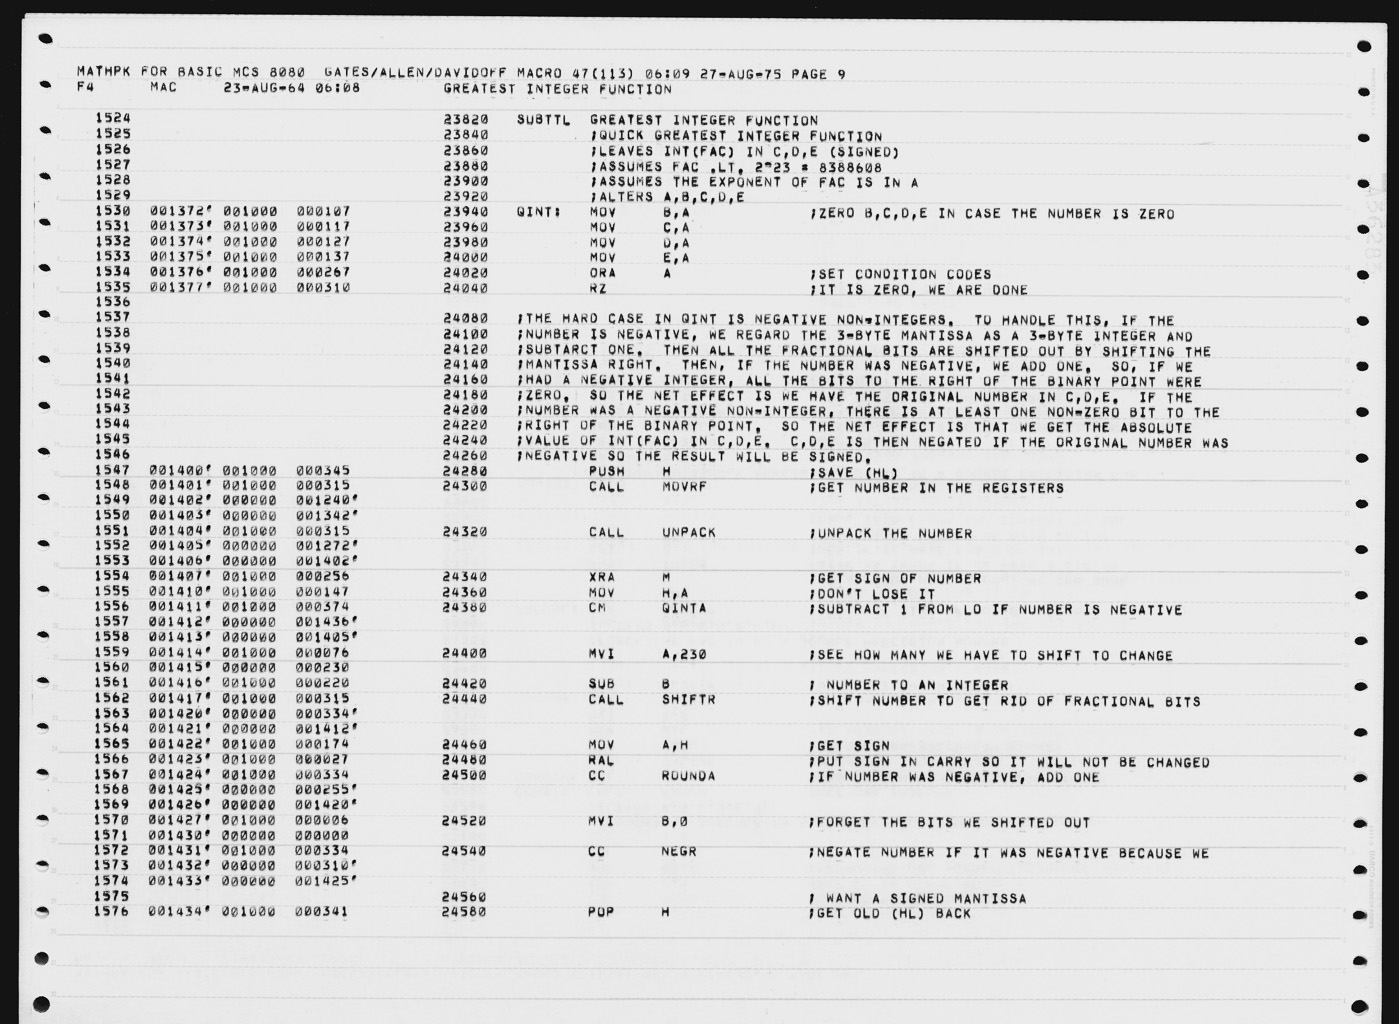 MATHPK FOR BASIC MCS 8080  GATES/ALLEN/DAVIDOFF MACRO 47(113) 06:09 27-AUG-75 PAGE 9
F4      MAC     23-AUG-64 06:08         GREATEST INTEGER FUNCTION
1524 23820 SUBTTL GREATEST INTEGER FUNCTION
1525 23840 ;QUICK GREATEST INTEGER FUNCTION
1526 23860 ;LEAVES INT(FAC) IN C,D,E (SIGNED)
1527 23880 ;ASSUMES FAC .LT. 2^23 = 8388608
1528 23900 ;ASSUMES THE EXPONENT OF FAC IS IN A
1529 23920 ;ALTERS A,B,C,D,E
1530 001372' 001000 000107 23940 QINT: MOV B,A ;ZERO B,C,D,E IN CASE THE NUMBER IS ZERO
1531 001373' 001000 000117 23960 MOV C,A
1532 001374' 001000 000127 23980 MOV D,A
1533 001375' 001000 000137 24000 MOV E,A
1534 001376' 001000 000267 24020 ORA A ;SET CONDITION CODES
1535 001377' 001000 000310 24040 RZ ;IT IS ZERO, WE ARE DONE
1536
1537 24080 ;THE HARD CASE IN QINT IS NEGATIVE NON-INTEGERS.  TO HANDLE THIS, IF THE
1538 24100 ;NUMBER IS NEGATIVE, WE REGARD THE 3-BYTE MANTISSA AS A 3-BYTE INTEGER AND
1539 24120 ;SUBTARCT ONE.  THEN ALL THE FRACTIONAL BITS ARE SHIFTED OUT BY SHIFTING THE
1540 24140 ;MANTISSA RIGHT.  THEN, IF THE NUMBER WAS NEGATIVE, WE ADD ONE.  SO, IF WE
1541 24160 ;HAD A NEGATIVE INTEGER, ALL THE BITS TO THE RIGHT OF THE BINARY POINT WERE
1542 24180 ;ZERO.  SO THE NET EFFECT IS WE HAVE THE ORIGINAL NUMBER IN C,D,E.  IF THE
1543 24200 ;NUMBER WAS A NEGATIVE NON-INTEGER, THERE IS AT LEAST ONE NON-ZERO BIT TO THE
1544 24220 ;RIGHT OF THE BINARY POINT.  SO THE NET EFFECT IS THAT WE GET THE ABSOLUTE
1545 24240 ;VALUE OF INT(FAC) IN C,D,E.  C,D,E IS THEN NEGATED IF THE ORIGINAL NUMBER WAS
1546 24260 ;NEGATIVE SO THE RESULT WILL BE SIGNED.
1547 001400' 001000 000345 24280 PUSH H ;SAVE (HL)
1548 001401' 001000 000315 24300 CALL MOVRF ;GET NUMBER IN THE REGISTERS
1549 001402' 000000 001240'
1550 001403' 000000 001342'
1551 001404' 001000 000315 24320 CALL UNPACK ;UNPACK THE NUMBER
1552 001405' 000000 001272'
1553 001406' 000000 001402'
1554 001407' 001000 000256 24340 XRA M ;GET SIGN OF NUMBER
1555 001410' 001000 000147 24360 MOV H,A ;DON'T LOSE IT
1556 001411' 001000 000374 24380 CM QINTA ;SUBTRACT 1 FROM LO IF NUMBER IS NEGATIVE
1557 001412' 000000 001436'
1558 001413' 000000 001405'
1559 001414' 001000 000076 24400 MVI A,230 ;SEE HOW MANY WE HAVE TO SHIFT TO CHANGE
1560 001415' 000000 000230
1561 001416' 001000 000220 24420 SUB B ; NUMBER TO AN INTEGER
1562 001417' 001000 000315 24440 CALL SHIFTR ;SHIFT NUMBER TO GET RID OF FRACTIONAL BITS
1563 001420' 000000 000334'
1564 001421' 000000 001412'
1565 001422' 001000 000174 24460 MOV A,H ;GET SIGN
1566 001423' 001000 000027 24480 RAL ;PUT SIGN IN CARRY SO IT WILL NOT BE CHANGED
1567 001424' 001000 000334 24500 CC ROUNDA ;IF NUMBER WAS NEGATIVE, ADD ONE
1568 001425' 000000 000255'
1569 001426' 000000 001420'
1570 001427' 001000 000006 24520 MVI B,0 ;FORGET THE BITS WE SHIFTED OUT
1571 001430' 000000 000000
1572 001431' 001000 000334 24540 CC NEGR ;NEGATE NUMBER IF IT WAS NEGATIVE BECAUSE WE
1573 001432' 000000 000310'
1574 001433' 000000 001425'
1575 24560 ; WANT A SIGNED MANTISSA
1576 001434' 001000 000341 24580 POP H ;GET OLD (HL) BACK